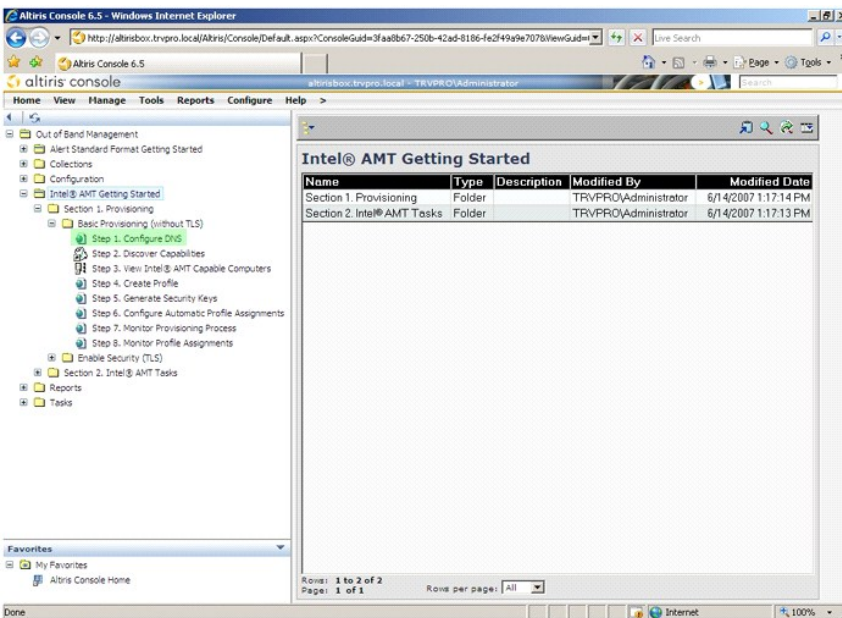 Altiris Console 6.5 - Windows Internet Explorer
http://altirisbox.trvpro.local/Altiris/Console/Default.aspx?ConsoleGuid=3faa8b67-250b-42ad-8186-fe2f49a9e707&ViewGuid=
Live Search
Altiris Console 6.5
Page
Tools
altiris console
altirisbox.trvpro.local - TRVPRO\Administrator
Search
Home View Manage Tools Reports Configure Help >
Out of Band Management
Alert Standard Format Getting Started
Collections
Configuration
Intel® AMT Getting Started
Section 1. Provisioning
Basic Provisioning (without TLS)
Step 1. Configure DNS
Step 2. Discover Capabilities
Step 3. View Intel® AMT Capable Computers
Step 4. Create Profile
Step 5. Generate Security Keys
Step 6. Configure Automatic Profile Assignments
Step 7. Monitor Provisioning Process
Step 8. Monitor Profile Assignments
Enable Security (TLS)
Section 2. Intel® AMT Tasks
Reports
Tasks
Favorites
My Favorites
Altiris Console Home
Intel® AMT Getting Started
Name Type Description Modified By Modified Date
Section 1. Provisioning Folder TRVPRO\Administrator 6/14/2007 1:17:14 PM
Section 2. Intel® AMT Tasks Folder TRVPRO\Administrator 6/14/2007 1:17:13 PM
Rows: 1 to 2 of 2
Page: 1 of 1
Rows per page: All
Done
Internet
100%